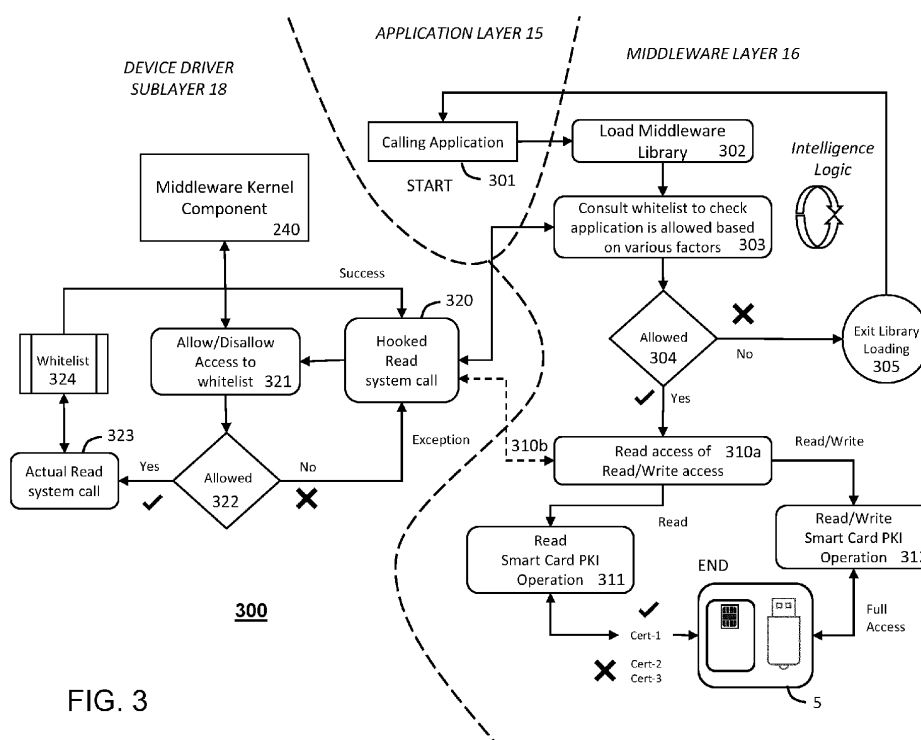 APPLICATION LAYER 15
DEVICE DRIVER
SUBLAYER 18
MIDDLEWARE LAYER 16
Calling Application
301
START
Load Middleware
Library 302
Intelligence
Logic
Middleware Kernel
Component
240
Consult whitelist to check
application is allowed based
on various factors 303
Success
320
Hooked
Read
system call
Allow/Disallow
Access to
whitelist 321
Whitelist
324
Allowed
304
No
Yes
Exit Library
Loading
305
323
Actual Read
system call
Yes
Allowed
322
No
Exception
310b
Read access of 310a
Read/Write access
Read/Write
Read
Read
Smart Card PKI
Operation 311
Read/Write
Smart Card PKI
Operation
END
Full
Access
Cert-1
Cert-2
Cert-3
5
300
FIG. 3